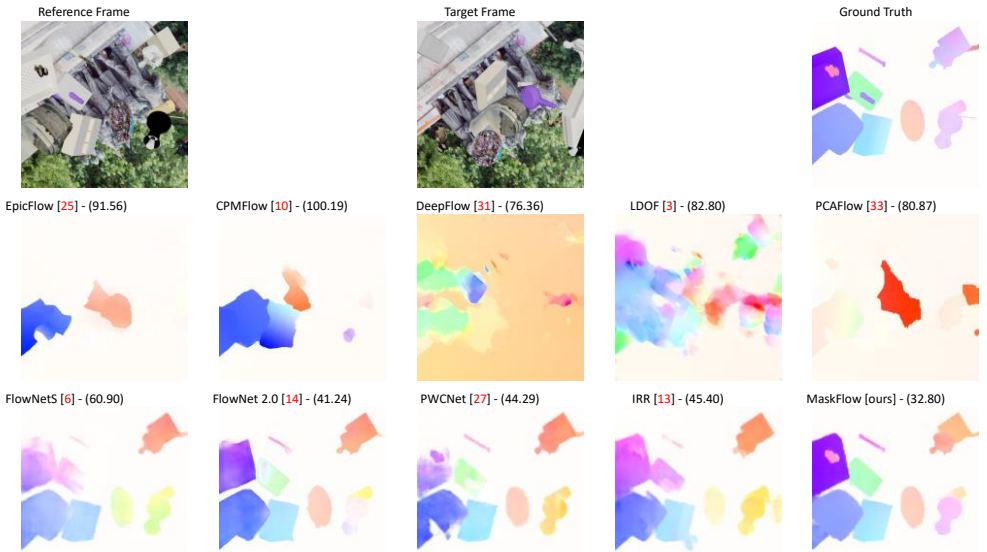 Reference Frame
Target Frame
Ground Truth
EpicFlow [25] - (91.56)
CPMFlow [10] - (100.19)
DeepFlow [31] - (76.36)
LDOF [3] - (82.80)
PCAFlow [33] - (80.87)
FlowNetS [6] - (60.90)
FlowNet 2.0 [14] - (41.24)
PWCNet [27] - (44.29)
IRR [13] - (45.40)
MaskFlow [ours] - (32.80)